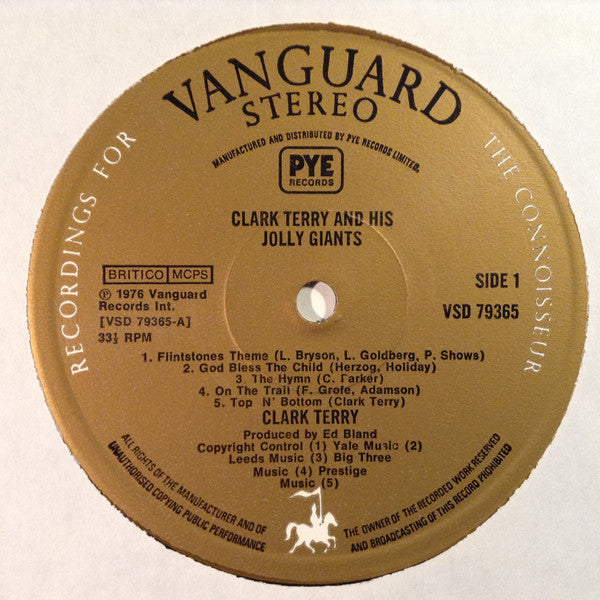 RECORDINGS FOR
THE CONNOISSEUR
VANGUARD
STEREO
MANUFACTURED AND DISTRIBUTED BY PYE RECORDS LIMITED.
PYE
RECORDS
CLARK TERRY AND HIS
JOLLY GIANTS
BRITICO MCPS
℗ 1976 Vanguard
Records Int.
[VSD 79365-A]
33⅓ RPM
SIDE 1
VSD 79365
1. Flintstones Theme (L. Bryson, L. Goldberg, P. Shows)
2. God Bless The Child (Herzog, Holiday)
3. The Hymn (C. Parker)
4. On The Trail (F. Grofe, Adamson)
5. Top N' Bottom (Clark Terry)
CLARK TERRY
Produced by Ed Bland
Copyright Control (1) Yale Music (2)
Leeds Music (3) Big Three
Music (4) Prestige
Music (5)
ALL RIGHTS OF THE MANUFACTURER AND OF
THE OWNER OF THE RECORDED WORK RESERVED
UNAUTHORISED COPYING PUBLIC PERFORMANCE
AND BROADCASTING OF THIS RECORD PROHIBITED